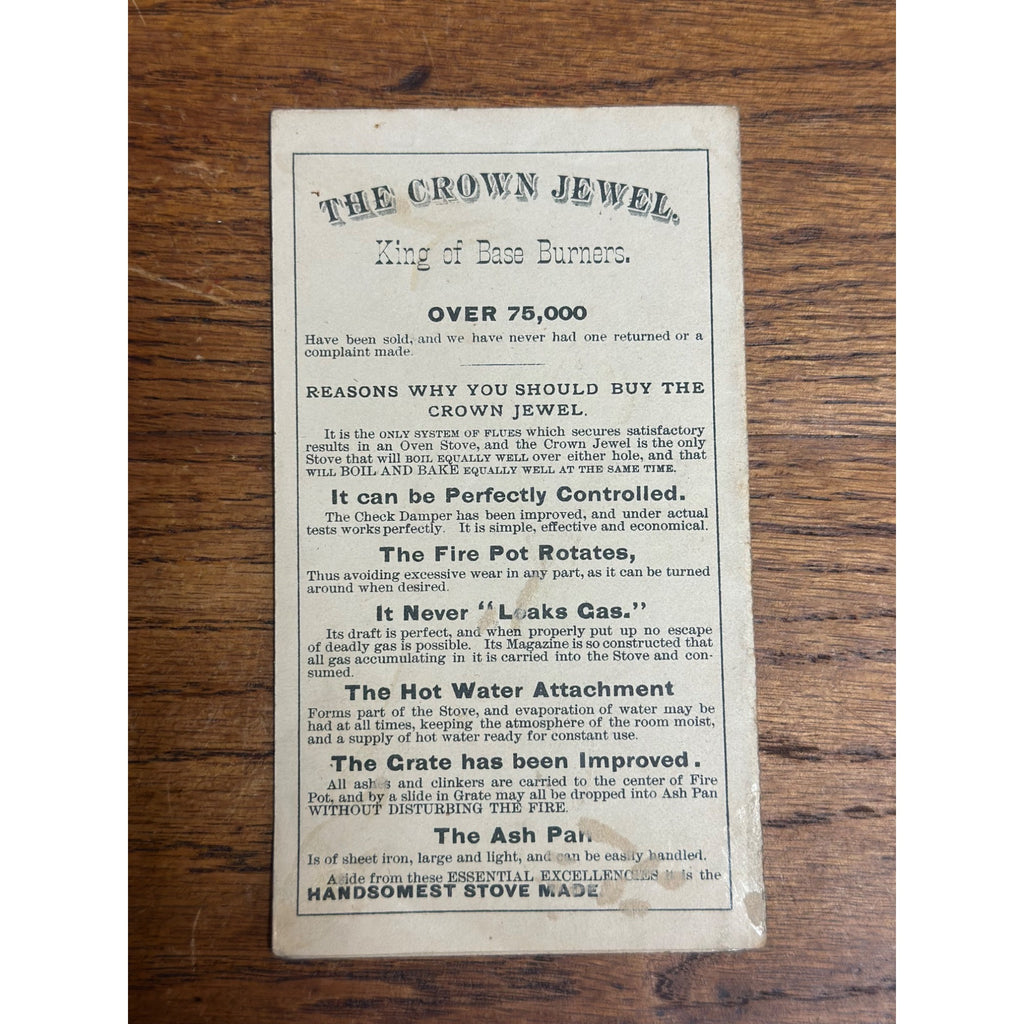 THE CROWN JEWEL.
King of Base Burners.
OVER 75,000
Have been sold, and we have never had one returned or a
complaint made.
REASONS WHY YOU SHOULD BUY THE
CROWN JEWEL.
It is the ONLY SYSTEM OF FLUES which secures satisfactory
results in an Oven Stove, and the Crown Jewel is the only
Stove that will BOIL EQUALLY WELL over either hole, and that
WILL BOIL AND BAKE EQUALLY WELL AT THE SAME TIME.
It can be Perfectly Controlled.
The Check Damper has been improved, and under actual
tests works perfectly. It is simple, effective and economical.
The Fire Pot Rotates,
Thus avoiding excessive wear in any part, as it can be turned
around when desired.
It Never "Leaks Gas."
Its draft is perfect, and when properly put up no escape
of deadly gas is possible. Its Magazine is so constructed that
all gas accumulating in it is carried into the Stove and con-
sumed.
The Hot Water Attachment
Forms part of the Stove, and evaporation of water may be
had at all times, keeping the atmosphere of the room moist,
and a supply of hot water ready for constant use.
The Grate has been Improved.
All ashes and clinkers are carried to the center of Fire
Pot, and by a slide in Grate may all be dropped into Ash Pan
WITHOUT DISTURBING THE FIRE.
The Ash Pan
Is of sheet iron, large and light, and can be easily handled.
Aside from these ESSENTIAL EXCELLENCIES it is the
HANDSOMEST STOVE MADE